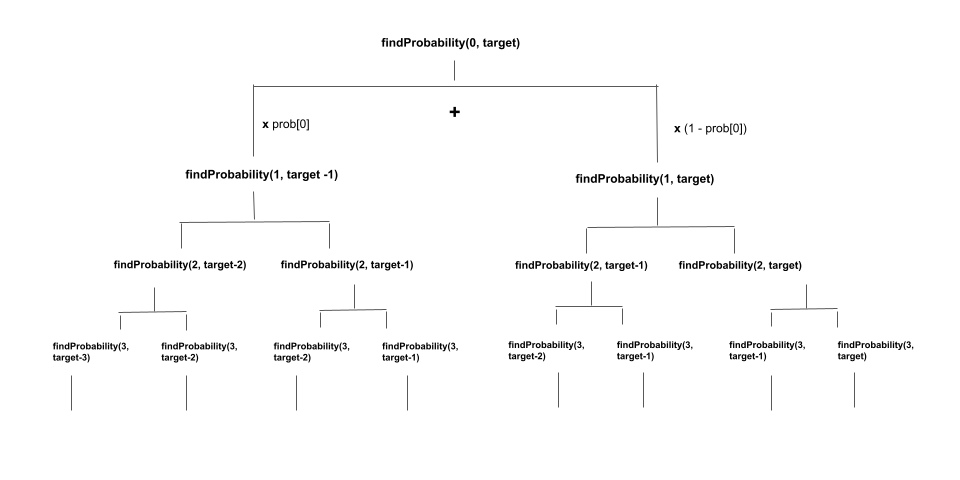 findProbability(0, target)
+
x prob[0]
x (1 - prob[0])
findProbability(1, target -1)
findProbability(1, target)
findProbability(2, target-2)
findProbability(2, target-1)
findProbability(2, target-1)
findProbability(2, target)
findProbability(3,
target-3)
findProbability(3,
target-2)
findProbability(3,
target-2)
findProbability(3,
target-1)
findProbability(3,
target-2)
findProbability(3,
target-1)
findProbability(3,
target-1)
findProbability(3,
target)